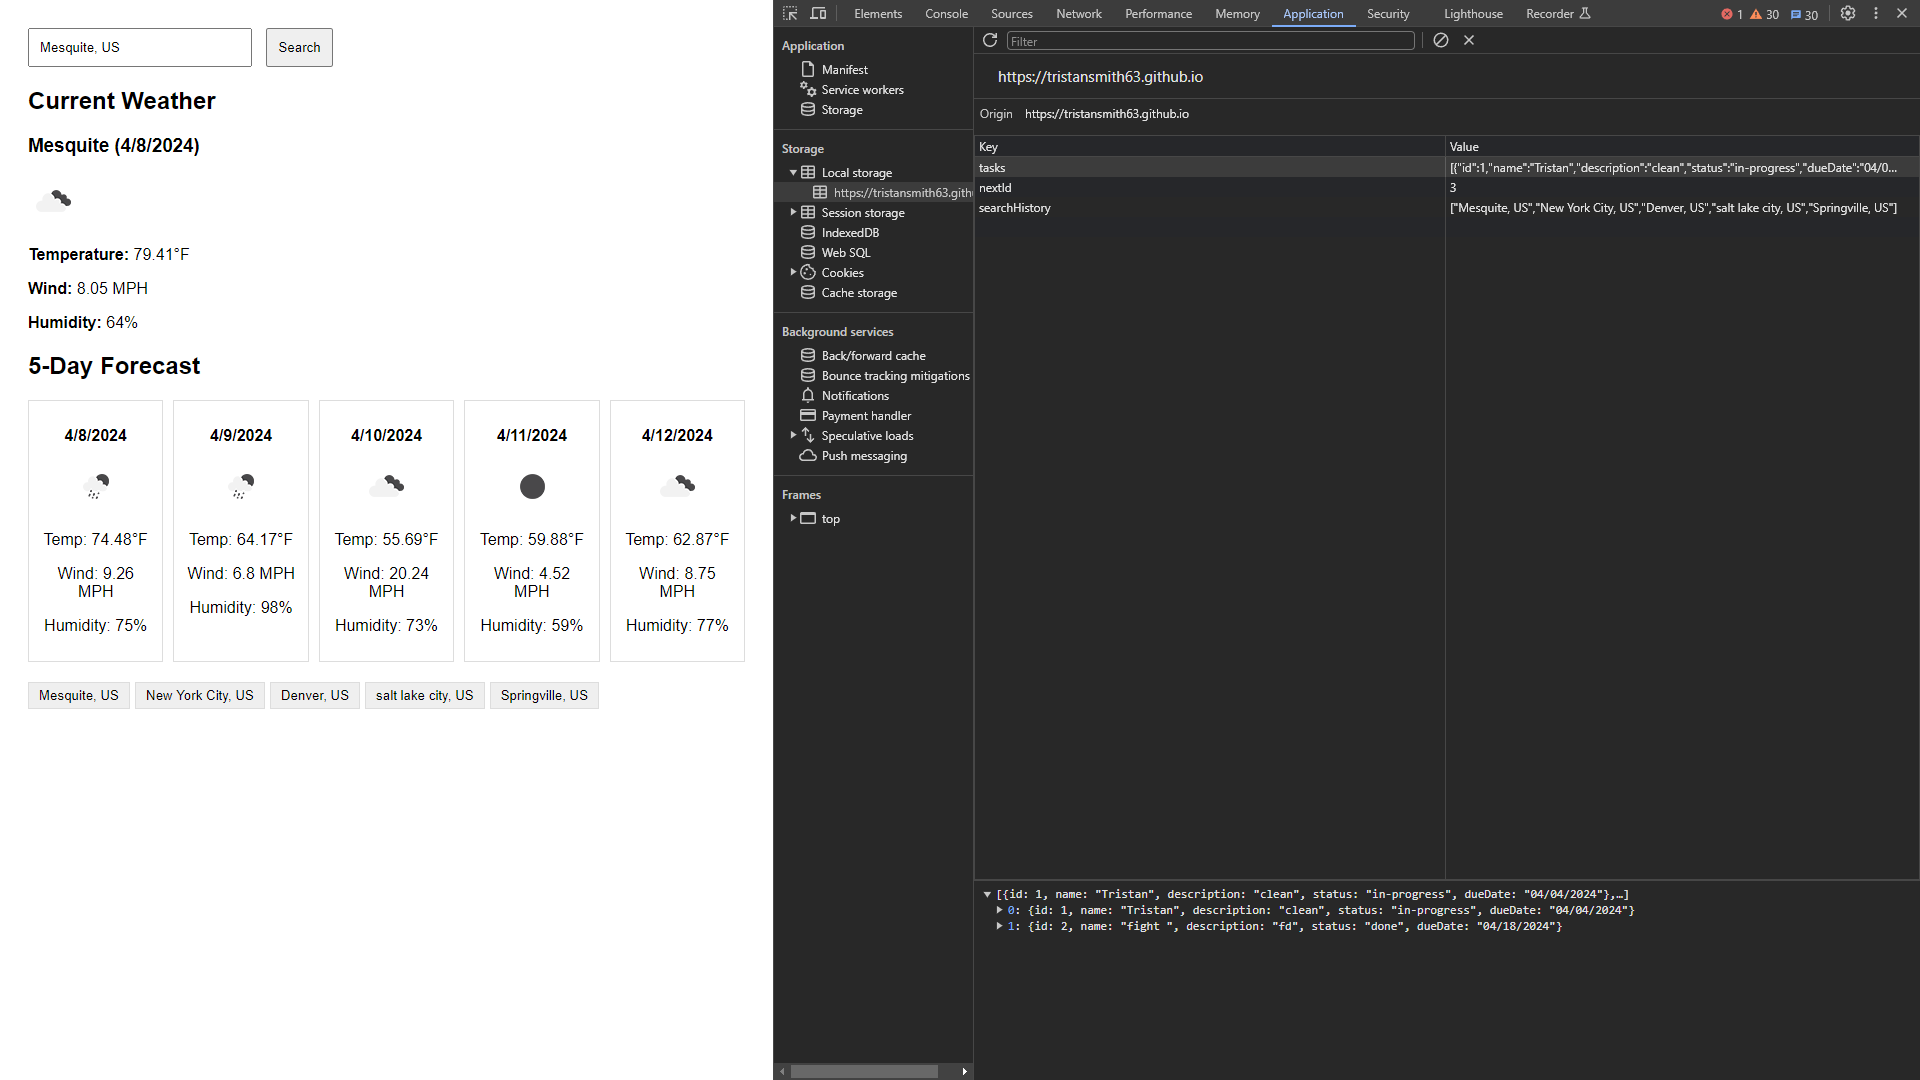 Mesquite, US
Search
Current Weather
Mesquite (4/8/2024)
Temperature: 79.41°F
Wind: 8.05 MPH
Humidity: 64%
5-Day Forecast
4/8/2024
Temp: 74.48°F
Wind: 9.26
MPH
Humidity: 75%
4/9/2024
Temp: 64.17°F
Wind: 6.8 MPH
Humidity: 98%
4/10/2024
Temp: 55.69°F
Wind: 20.24
MPH
Humidity: 73%
4/11/2024
Temp: 59.88°F
Wind: 4.52
MPH
Humidity: 59%
4/12/2024
Temp: 62.87°F
Wind: 8.75
MPH
Humidity: 77%
Mesquite, US New York City, US Denver, US salt lake city, US Springville, US
Elements Console Sources Network Performance Memory Application Security Lighthouse Recorder 1 30 30
Application
Manifest
Service workers
Storage
Storage
Local storage
https://tristansmith63.gith
Session storage
IndexedDB
Web SQL
Cookies
Cache storage
Background services
Back/forward cache
Bounce tracking mitigations
Notifications
Payment handler
Speculative loads
Push messaging
Frames
top
Filter
https://tristansmith63.github.io
Origin https://tristansmith63.github.io
Key Value
tasks [{"id":1,"name":"Tristan","description":"clean","status":"in-progress","dueDate":"04/0...
nextId 3
searchHistory ["Mesquite, US","New York City, US","Denver, US","salt lake city, US","Springville, US"]
[{id: 1, name: "Tristan", description: "clean", status: "in-progress", dueDate: "04/04/2024"},…]
0: {id: 1, name: "Tristan", description: "clean", status: "in-progress", dueDate: "04/04/2024"}
1: {id: 2, name: "fight ", description: "fd", status: "done", dueDate: "04/18/2024"}